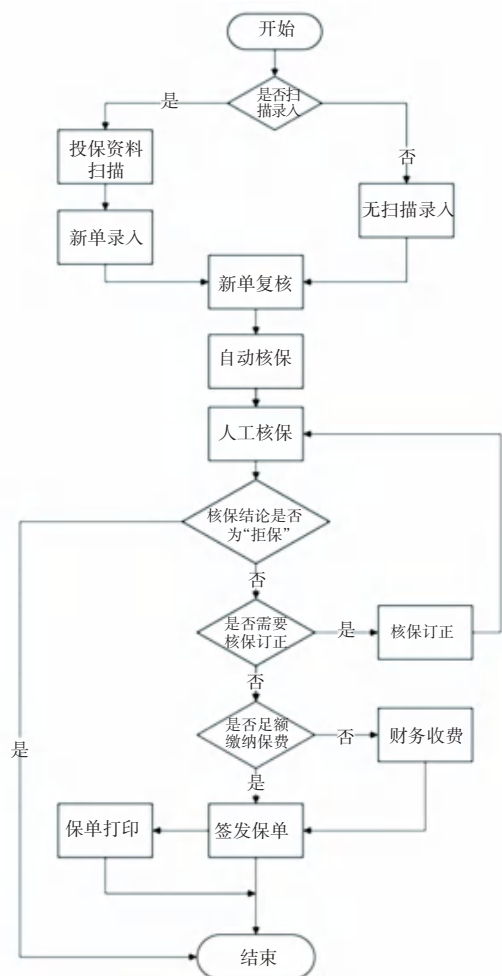 开始
是否扫
描录入
是
否
投保资料
扫描
无扫描录入
新单录入
新单复核
自动核保
人工核保
核保结论是否
为“拒保”
否
是否需要
核保订正
是
核保订正
否
是否足额
缴纳保费
否
财务收费
是
是
保单打印
签发保单
结束